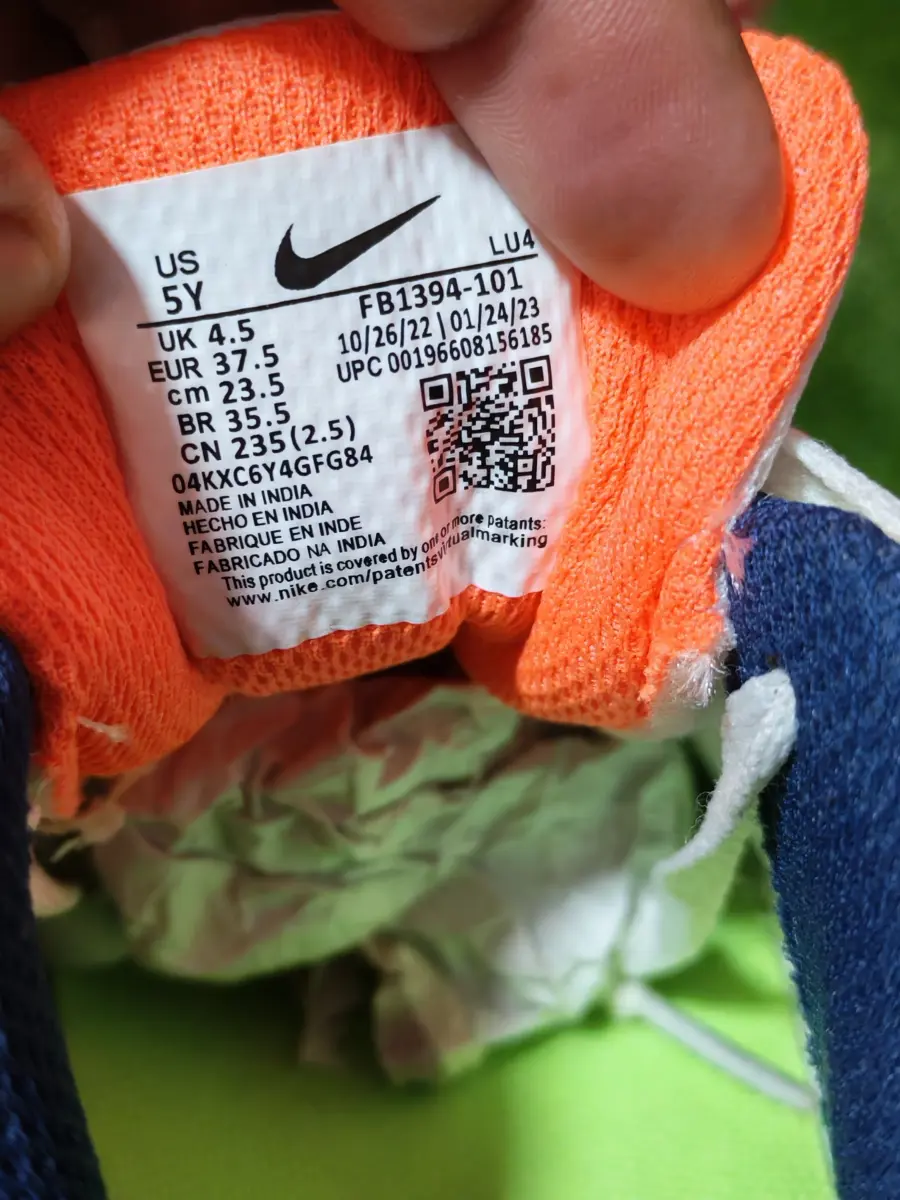 US
5Y
LU4
UK 4.5
EUR 37.5
cm 23.5
BR 35.5
CN 235(2.5)
04KXC6Y4GFG84
FB1394-101
10/26/22 | 01/24/23
UPC 00196608156185
MADE IN INDIA
HECHO EN INDIA
FABRIQUE EN INDE
FABRICADO NA INDIA
This product is covered by one or more patants:
www.nike.com/patentsvirtualmarking